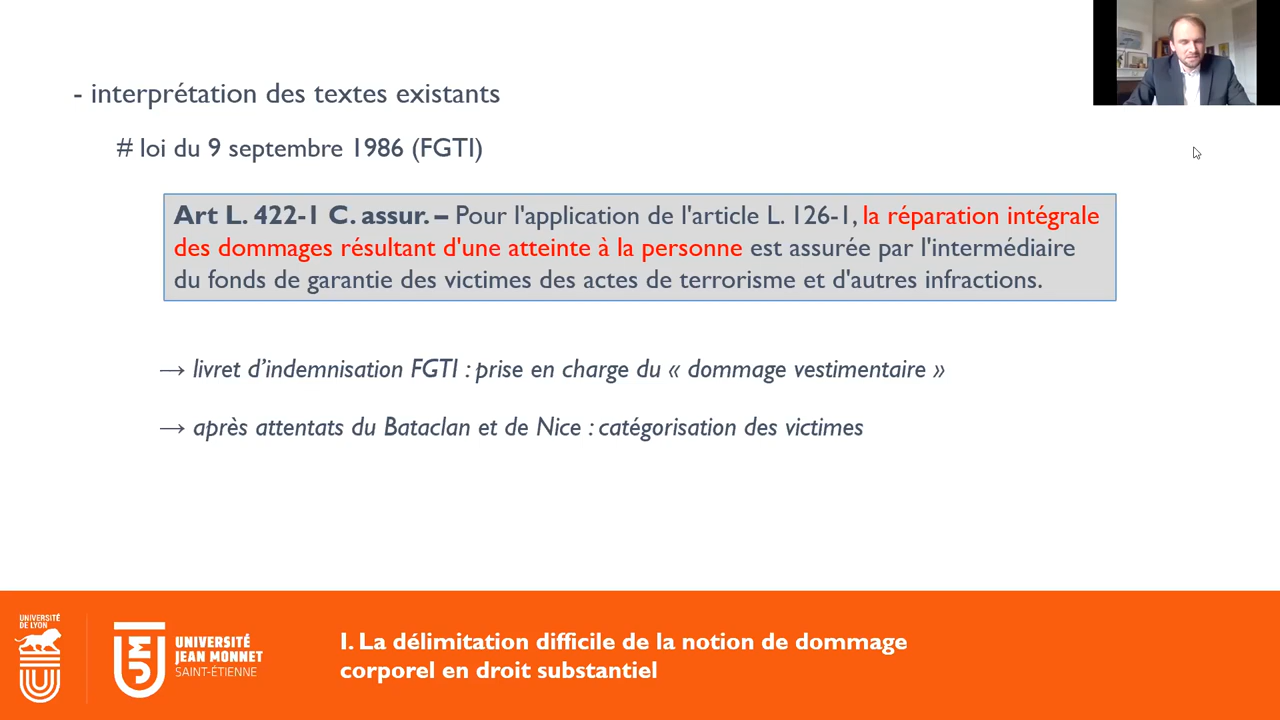 - interprétation des textes existants
# loi du 9 septembre 1986 (FGTI)
Art L. 422-1 C. assur. – Pour l'application de l'article L. 126-1, la réparation intégrale
des dommages résultant d'une atteinte à la personne est assurée par l'intermédiaire
du fonds de garantie des victimes des actes de terrorisme et d'autres infractions.
→ livret d’indemnisation FGTI : prise en charge du « dommage vestimentaire »
→ après attentats du Bataclan et de Nice : catégorisation des victimes
UNIVERSITÉ
DE LYON
UNIVERSITÉ
JEAN MONNET
SAINT-ÉTIENNE
I. La délimitation difficile de la notion de dommage
corporel en droit substantiel